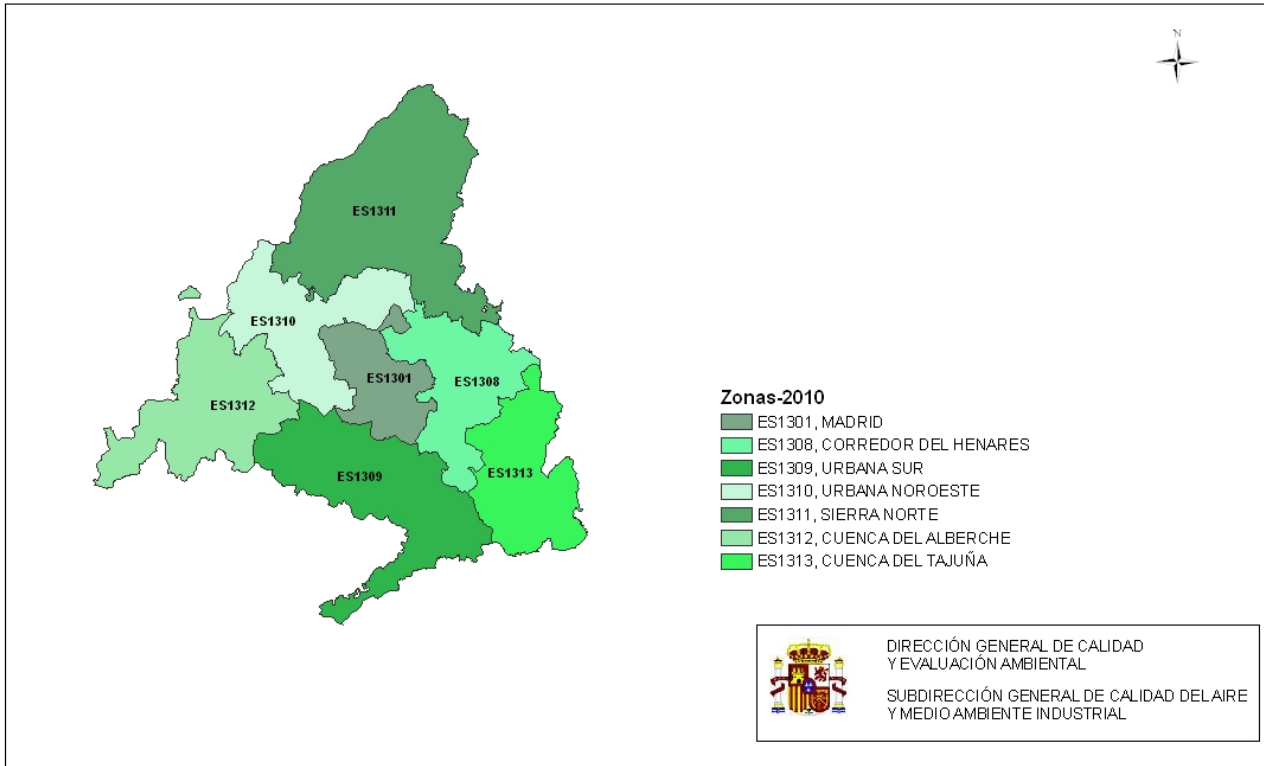 N
ES1311
ES1310
ES1301
ES1308
ES1312
ES1309
ES1313
Zonas-2010
ES1301, MADRID
ES1308, CORREDOR DEL HENARES
ES1309, URBANA SUR
ES1310, URBANA NOROESTE
ES1311, SIERRA NORTE
ES1312, CUENCA DEL ALBERCHE
ES1313, CUENCA DEL TAJUÑA
DIRECCIÓN GENERAL DE CALIDAD
Y EVALUACIÓN AMBIENTAL
SUBDIRECCIÓN GENERAL DE CALIDAD DEL AIRE
Y MEDIO AMBIENTE INDUSTRIAL